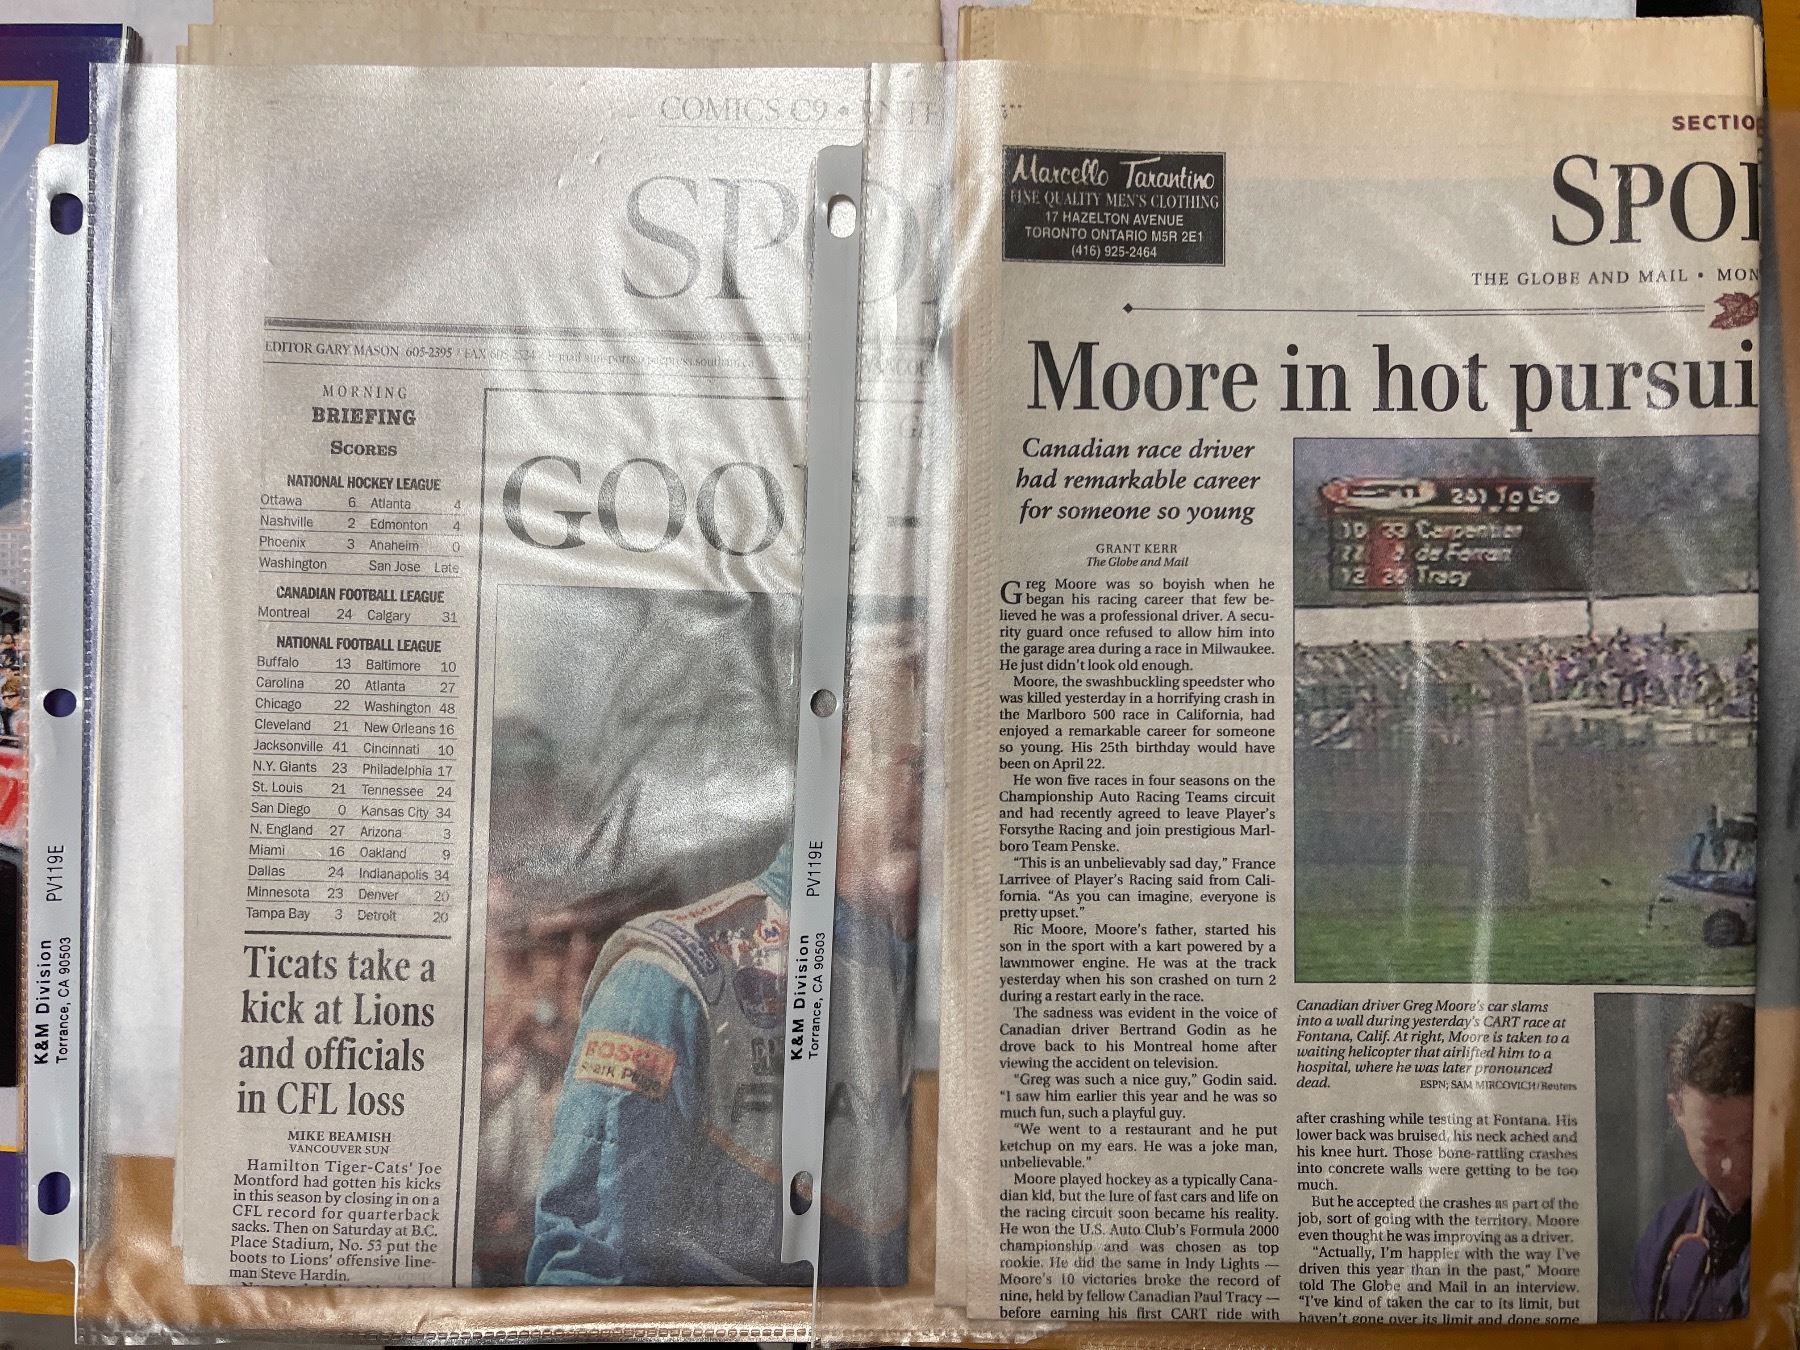 COMICS C9 •
SPO
EDITOR GARY MASON 605-2395
MORNING
BRIEFING
SCORES
NATIONAL HOCKEY LEAGUE
Ottawa 6 Atlanta 4
Nashville 2 Edmonton 4
Phoenix 3 Anaheim 0
Washington San Jose Late
CANADIAN FOOTBALL LEAGUE
Montreal 24 Calgary 31
NATIONAL FOOTBALL LEAGUE
Buffalo 13 Baltimore 10
Carolina 20 Atlanta 27
Chicago 22 Washington 48
Cleveland 21 New Orleans 16
Jacksonville 41 Cincinnati 10
N.Y. Giants 23 Philadelphia 17
St. Louis 21 Tennessee 24
San Diego 0 Kansas City 34
N. England 27 Arizona 3
Miami 16 Oakland 9
Dallas 24 Indianapolis 34
Minnesota 23 Denver 20
Tampa Bay 3 Detroit 20
Ticats take a
kick at Lions
and officials
in CFL loss
MIKE BEAMISH
VANCOUVER SUN
Hamilton Tiger-Cats' Joe
Montford had gotten his kicks
in this season by closing in on a
CFL record for quarterback
sacks. Then on Saturday at B.C.
Place Stadium, No. 53 put the
boots to Lions' offensive line-
man Steve Hardin.
GOO
BOSCH
Spark Plugs
K&M Division PV119E
Torrance, CA 90503
K&M Division PV119E
Torrance, CA 90503
Marcello Tarantino
FINE QUALITY MEN'S CLOTHING
17 HAZELTON AVENUE
TORONTO ONTARIO M5R 2E1
(416) 925-2464
SECTIO
SPO
THE GLOBE AND MAIL • MON
Moore in hot pursui
Canadian race driver
had remarkable career
for someone so young
GRANT KERR
The Globe and Mail
Greg Moore was so boyish when he
began his racing career that few be-
lieved he was a professional driver. A secu-
rity guard once refused to allow him into
the garage area during a race in Milwaukee.
He just didn't look old enough.
Moore, the swashbuckling speedster who
was killed yesterday in a horrifying crash in
the Marlboro 500 race in California, had
enjoyed a remarkable career for someone
so young. His 25th birthday would have
been on April 22.
He won five races in four seasons on the
Championship Auto Racing Teams circuit
and had recently agreed to leave Player's
Forsythe Racing and join prestigious Marl-
boro Team Penske.
"This is an unbelievably sad day," France
Larrivee of Player's Racing said from Cali-
fornia. "As you can imagine, everyone is
pretty upset."
Ric Moore, Moore's father, started his
son in the sport with a kart powered by a
lawnmower engine. He was at the track
yesterday when his son crashed on turn 2
during a restart early in the race.
The sadness was evident in the voice of
Canadian driver Bertrand Godin as he
drove back to his Montreal home after
viewing the accident on television.
"Greg was such a nice guy," Godin said.
"I saw him earlier this year and he was so
much fun, such a playful guy.
"We went to a restaurant and he put
ketchup on my ears. He was a joke man,
unbelievable."
Moore played hockey as a typically Cana-
dian kid, but the lure of fast cars and life on
the racing circuit soon became his reality.
He won the U.S. Auto Club's Formula 2000
championship and was chosen as top
rookie. He did the same in Indy Lights —
Moore's 10 victories broke the record of
nine, held by fellow Canadian Paul Tracy —
before earning his first CART ride with
To Go
33 Carpentier
de Ferran
12 26 Tracy
Canadian driver Greg Moore's car slams
into a wall during yesterday's CART race at
Fontana, Calif. At right, Moore is taken to a
waiting helicopter that airlifted him to a
hospital, where he was later pronounced
dead. ESPN; SAM MIRCOVICH/Reuters
after crashing while testing at Fontana. His
lower back was bruised, his neck ached and
his knee hurt. Those bone-rattling crashes
into concrete walls were getting to be too
much.
But he accepted the crashes as part of the
job, sort of going with the territory. Moore
even thought he was improving as a driver.
"Actually, I'm happier with the way I've
driven this year than in the past," Moore
told The Globe and Mail in an interview.
"I've kind of taken the car to its limit, but
haven't gone over its limit and done some